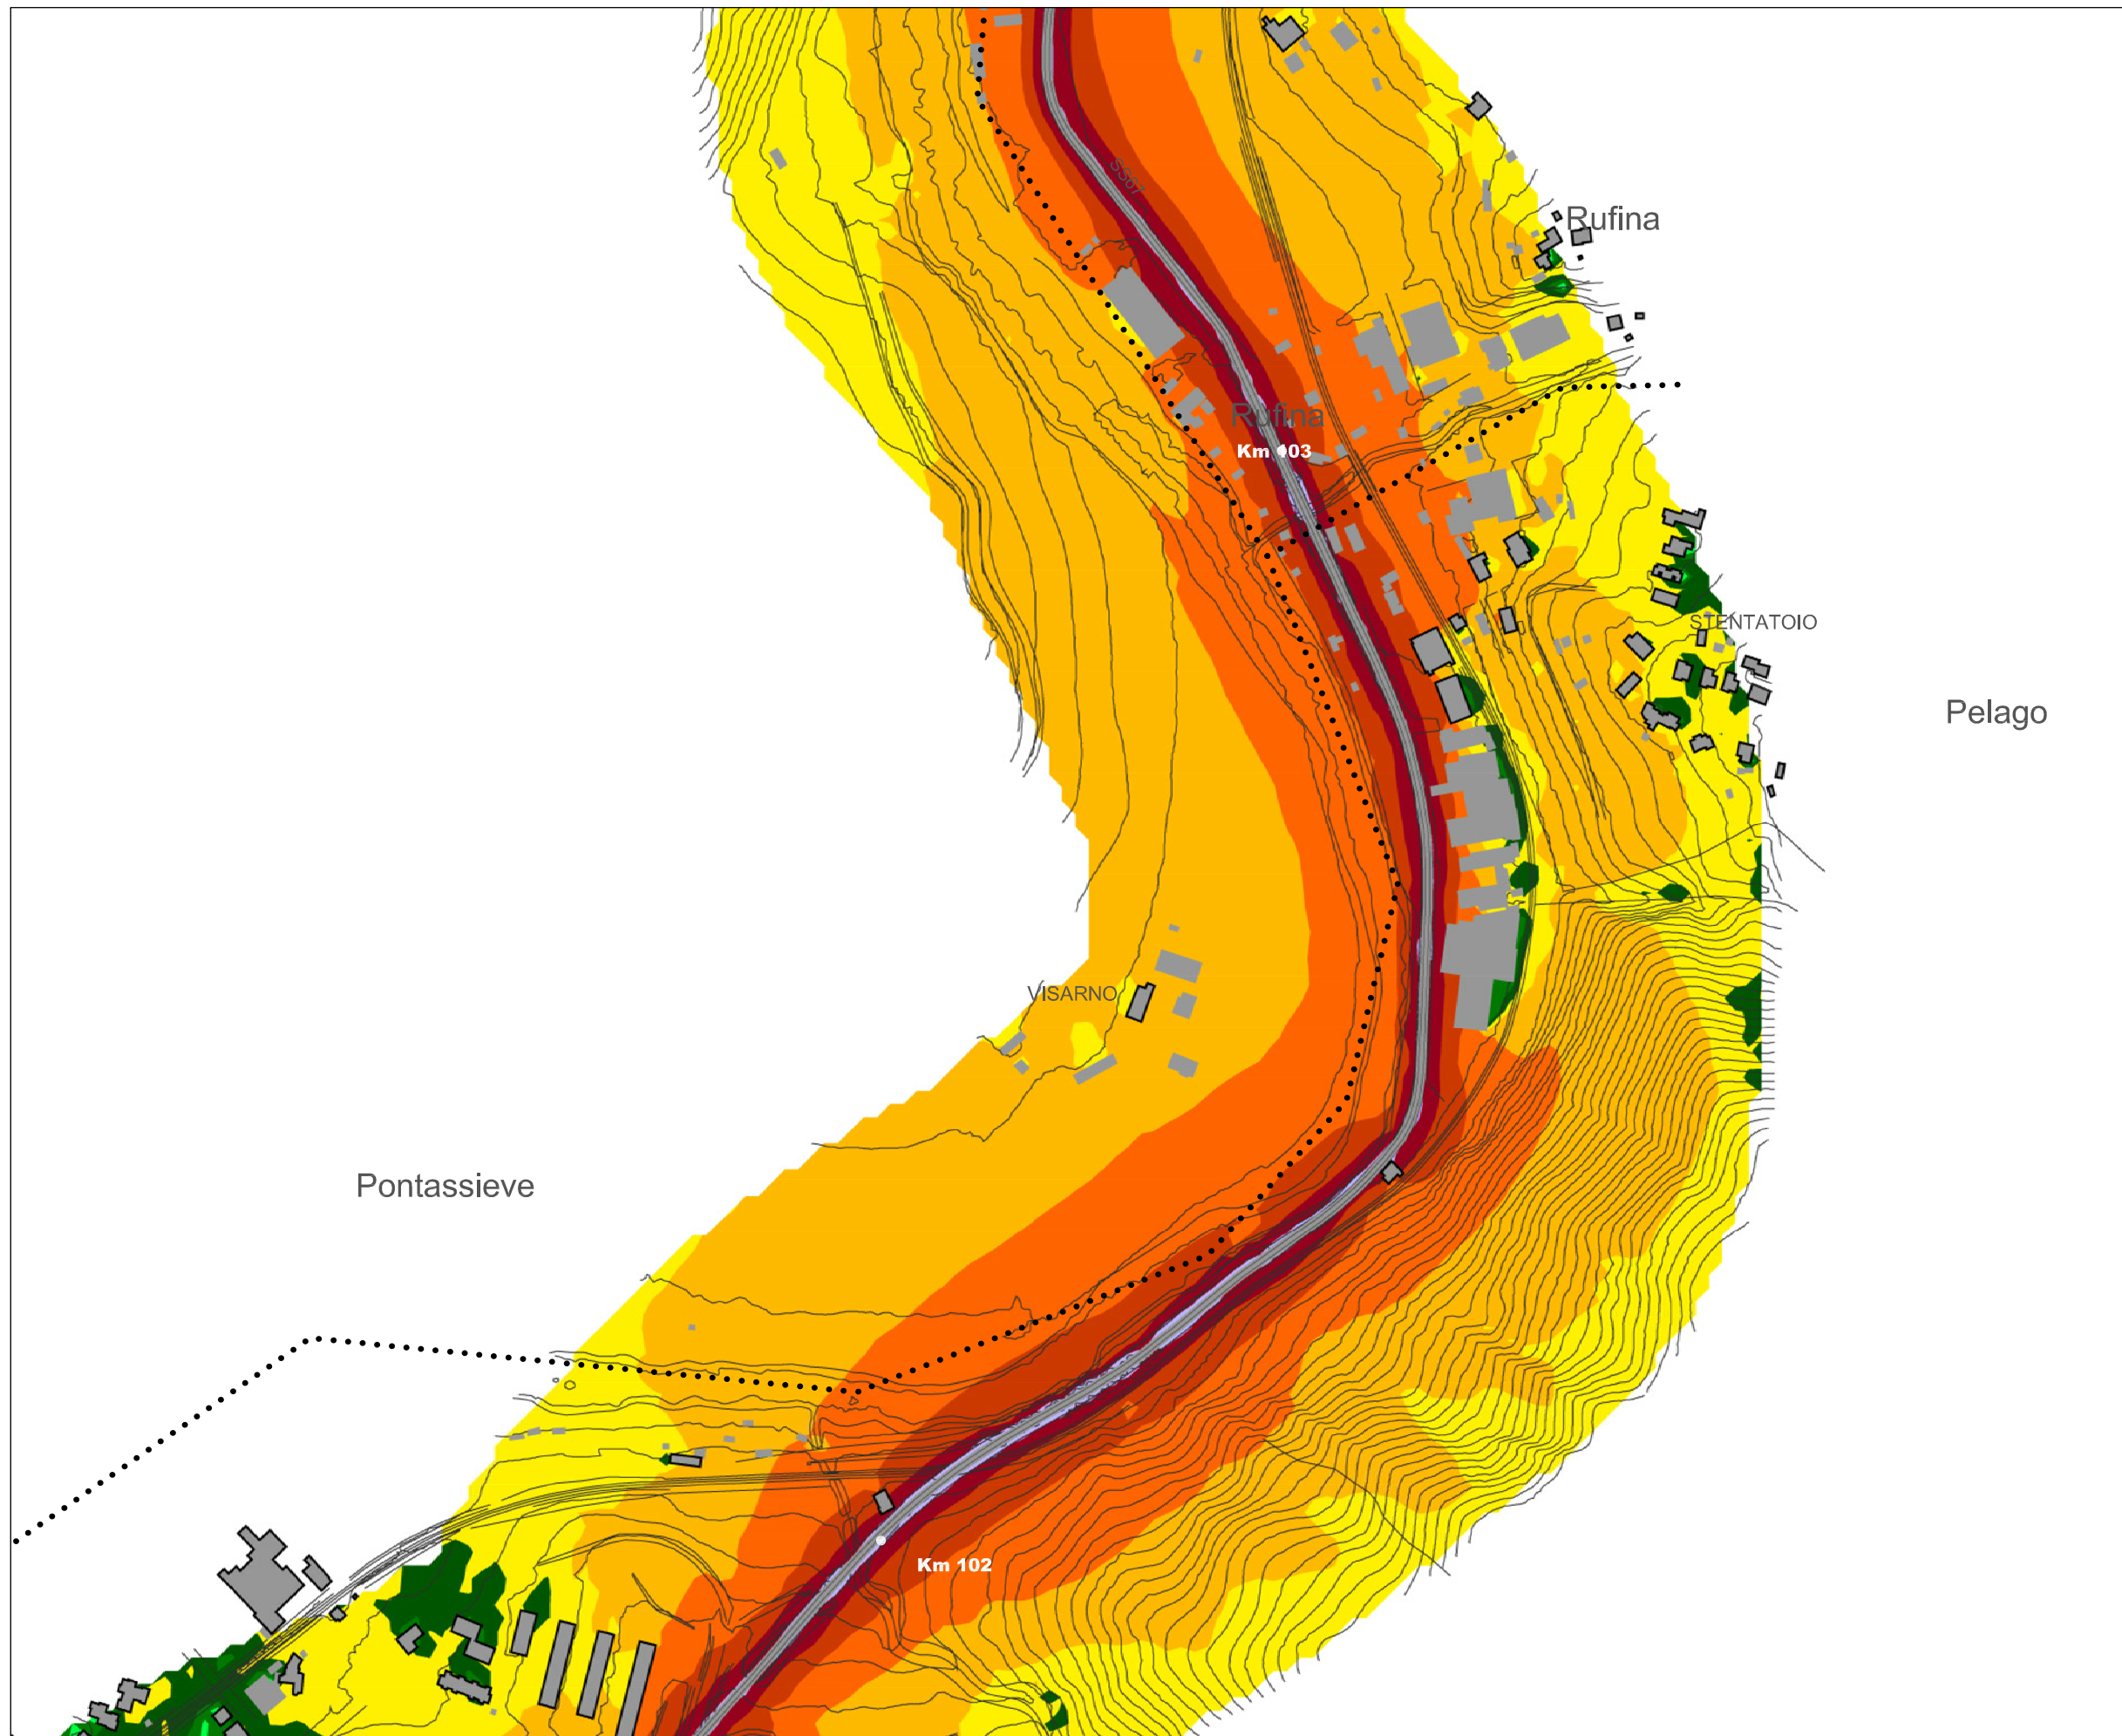 SS67
Rufina
Rufina
Km 103
STENTATOIO
Pelago
VISARNO
Pontassieve
Km 102